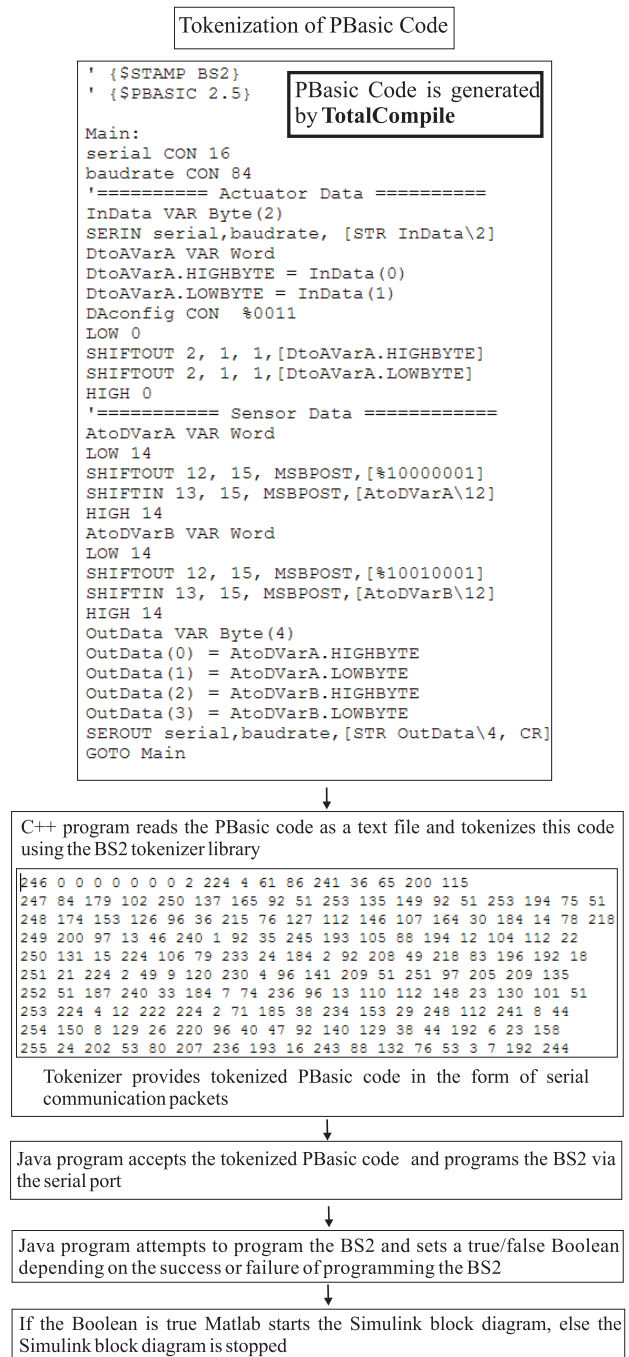 Tokenization of PBasic Code
' {$STAMP BS2}
' {$PBASIC 2.5}
PBasic Code is generated
by TotalCompile
Main:
serial CON 16
baudrate CON 84
'========== Actuator Data ==========
InData VAR Byte(2)
SERIN serial,baudrate, [STR InData\2]
DtoAVarA VAR Word
DtoAVarA.HIGHBYTE = InData(0)
DtoAVarA.LOWBYTE = InData(1)
DAconfig CON  %0011
LOW 0
SHIFTOUT 2, 1, 1,[DtoAVarA.HIGHBYTE]
SHIFTOUT 2, 1, 1,[DtoAVarA.LOWBYTE]
HIGH 0
'=========== Sensor Data ============
AtoDVarA VAR Word
LOW 14
SHIFTOUT 12, 15, MSBPOST,[%10000001]
SHIFTIN 13, 15, MSBPOST,[AtoDVarA\12]
HIGH 14
AtoDVarB VAR Word
LOW 14
SHIFTOUT 12, 15, MSBPOST,[%10010001]
SHIFTIN 13, 15, MSBPOST,[AtoDVarB\12]
HIGH 14
OutData VAR Byte(4)
OutData(0) = AtoDVarA.HIGHBYTE
OutData(1) = AtoDVarA.LOWBYTE
OutData(2) = AtoDVarB.HIGHBYTE
OutData(3) = AtoDVarB.LOWBYTE
SEROUT serial,baudrate,[STR OutData\4, CR]
GOTO Main
C++ program reads the PBasic code as a text file and tokenizes this code
using the BS2 tokenizer library
246 0 0 0 0 0 0 0 2 224 4 61 86 241 36 65 200 115
247 84 179 102 250 137 165 92 51 253 135 149 92 51 253 194 75 51
248 174 153 126 96 36 215 76 127 112 146 107 164 30 184 14 78 218
249 200 97 13 46 240 1 92 35 245 193 105 88 194 12 104 112 22
250 131 15 224 106 79 233 24 184 2 92 208 49 218 83 196 192 18
251 21 224 2 49 9 120 230 4 96 141 209 51 251 97 205 209 135
252 51 187 240 33 184 7 74 236 96 13 110 112 148 23 130 101 51
253 224 4 12 222 224 2 71 185 38 234 153 29 248 112 241 8 44
254 150 8 129 26 220 96 40 47 92 140 129 38 44 192 6 23 158
255 24 202 53 80 207 236 193 16 243 88 132 76 53 3 7 192 244
Tokenizer provides tokenized PBasic code in the form of serial
communication packets
Java program accepts the tokenized PBasic code and programs the BS2 via
the serial port
Java program attempts to program the BS2 and sets a true/false Boolean
depending on the success or failure of programming the BS2
If the Boolean is true Matlab starts the Simulink block diagram, else the
Simulink block diagram is stopped